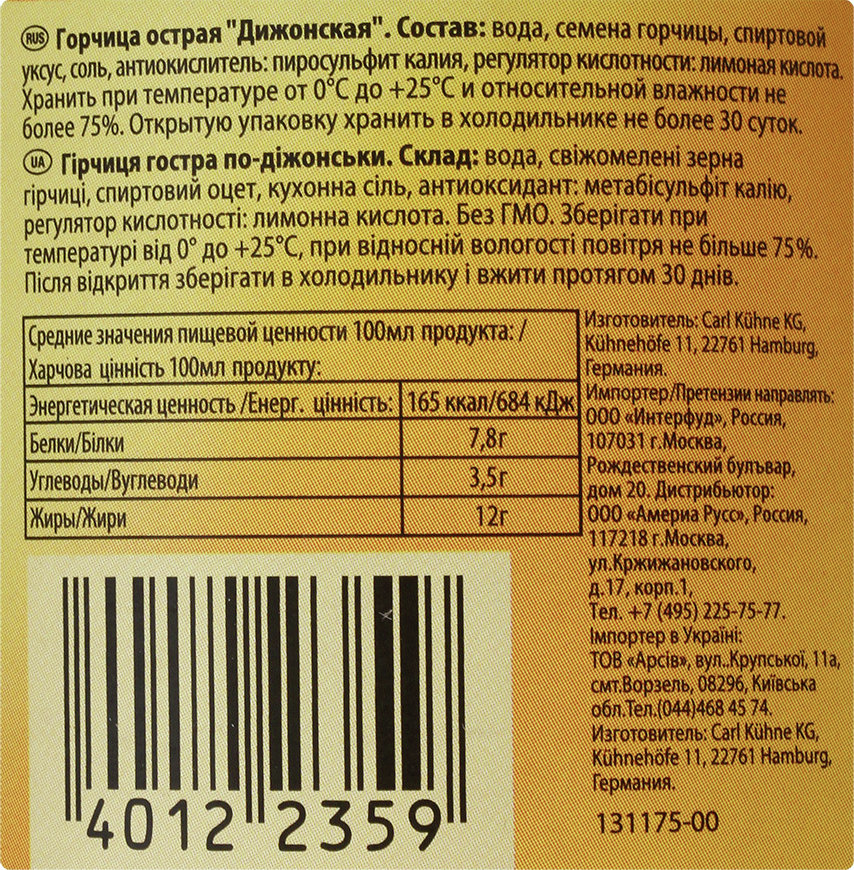 RUS Горчица острая "Дижонская". Состав: вода, семена горчицы, спиртовой
уксус, соль, антиокислитель: пиросульфит калия, регулятор кислотности: лимоная кислота.
Хранить при температуре от 0°C до +25°C и относительной влажности не
более 75%. Открытую упаковку хранить в холодильнике не более 30 суток.
UA Гірчиця гостра по-діжонськи. Склад: вода, свіжомелені зерна
гірчиці, спиртовий оцет, кухонна сіль, антиоксидант: метабісульфіт калію,
регулятор кислотності: лимонна кислота. Без ГМО. Зберігати при
температурі від 0° до +25°C, при відносній вологості повітря не більше 75%.
Після відкриття зберігати в холодильнику і вжити протягом 30 днів.
Средние значения пищевой ценности 100мл продукта: /
Харчова цінність 100мл продукту:
Энергетическая ценность /Енерг. цінність: 165 ккал/684 кДж
Белки/Білки 7,8г
Углеводы/Вуглеводи 3,5г
Жиры/Жири 12г
Изготовитель: Carl Kühne KG,
Kühnehöfe 11, 22761 Hamburg,
Германия.
Импортер/Претензии направлять:
ООО «Интерфуд», Россия,
107031 г.Москва,
Рождественский бульвар,
дом 20. Дистрибьютор:
ООО «Америа Русс», Россия,
117218 г.Москва,
ул.Кржижановского,
д.17, корп.1,
Тел. +7 (495) 225-75-77.
Імпортер в Україні:
ТОВ «Арсів», вул..Крупської, 11а,
смт.Ворзель, 08296, Київська
обл.Тел.(044)468 45 74.
Изготовитель: Carl Kühne KG,
Kühnehöfe 11, 22761 Hamburg,
Германия.
131175-00
4012 2359